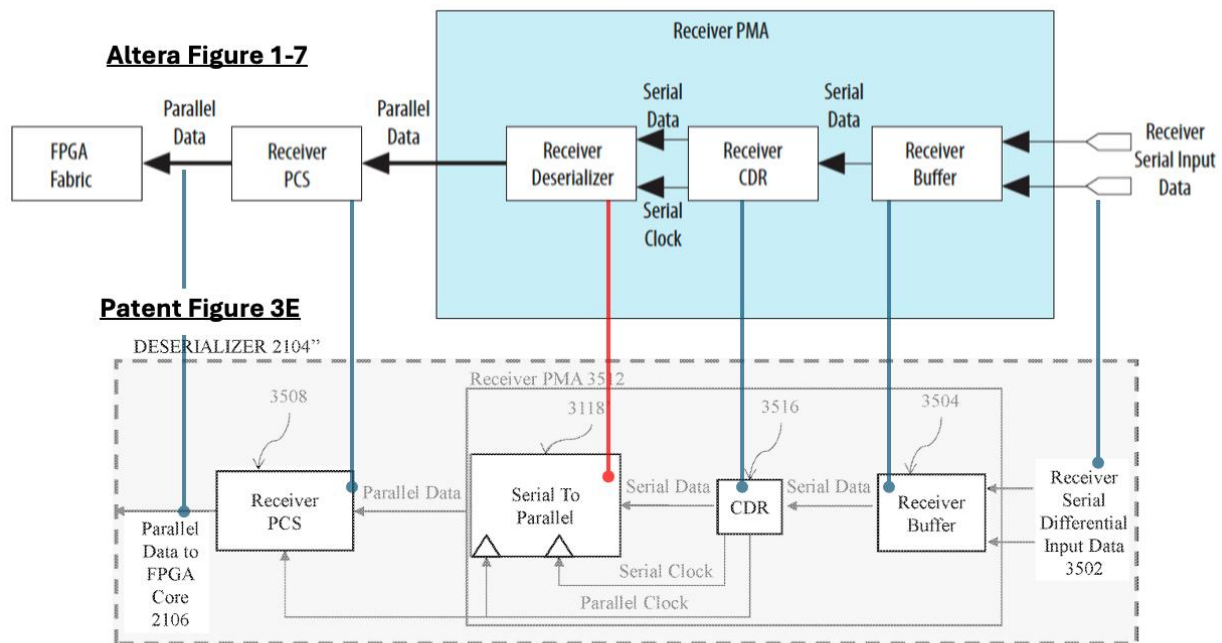 Receiver PMA
Altera Figure 1-7
Parallel
Data
Parallel
Data
Serial
Data
Serial
Data
FPGA
Fabric
Receiver
PCS
Receiver
Deserializer
Receiver
CDR
Receiver
Buffer
Receiver
Serial Input
Data
Serial
Clock
Patent Figure 3E
DESERIALIZER 2104”
Receiver PMA 3512
3508
3118'
3516
3504
Receiver
PCS
Parallel Data
Serial To
Parallel
Serial Data
CDR
Serial Data
Receiver
Buffer
Receiver
Serial
Differential
Input Data
3502
Parallel
Data to
FPGA
Core
2106
Serial Clock
Parallel Clock